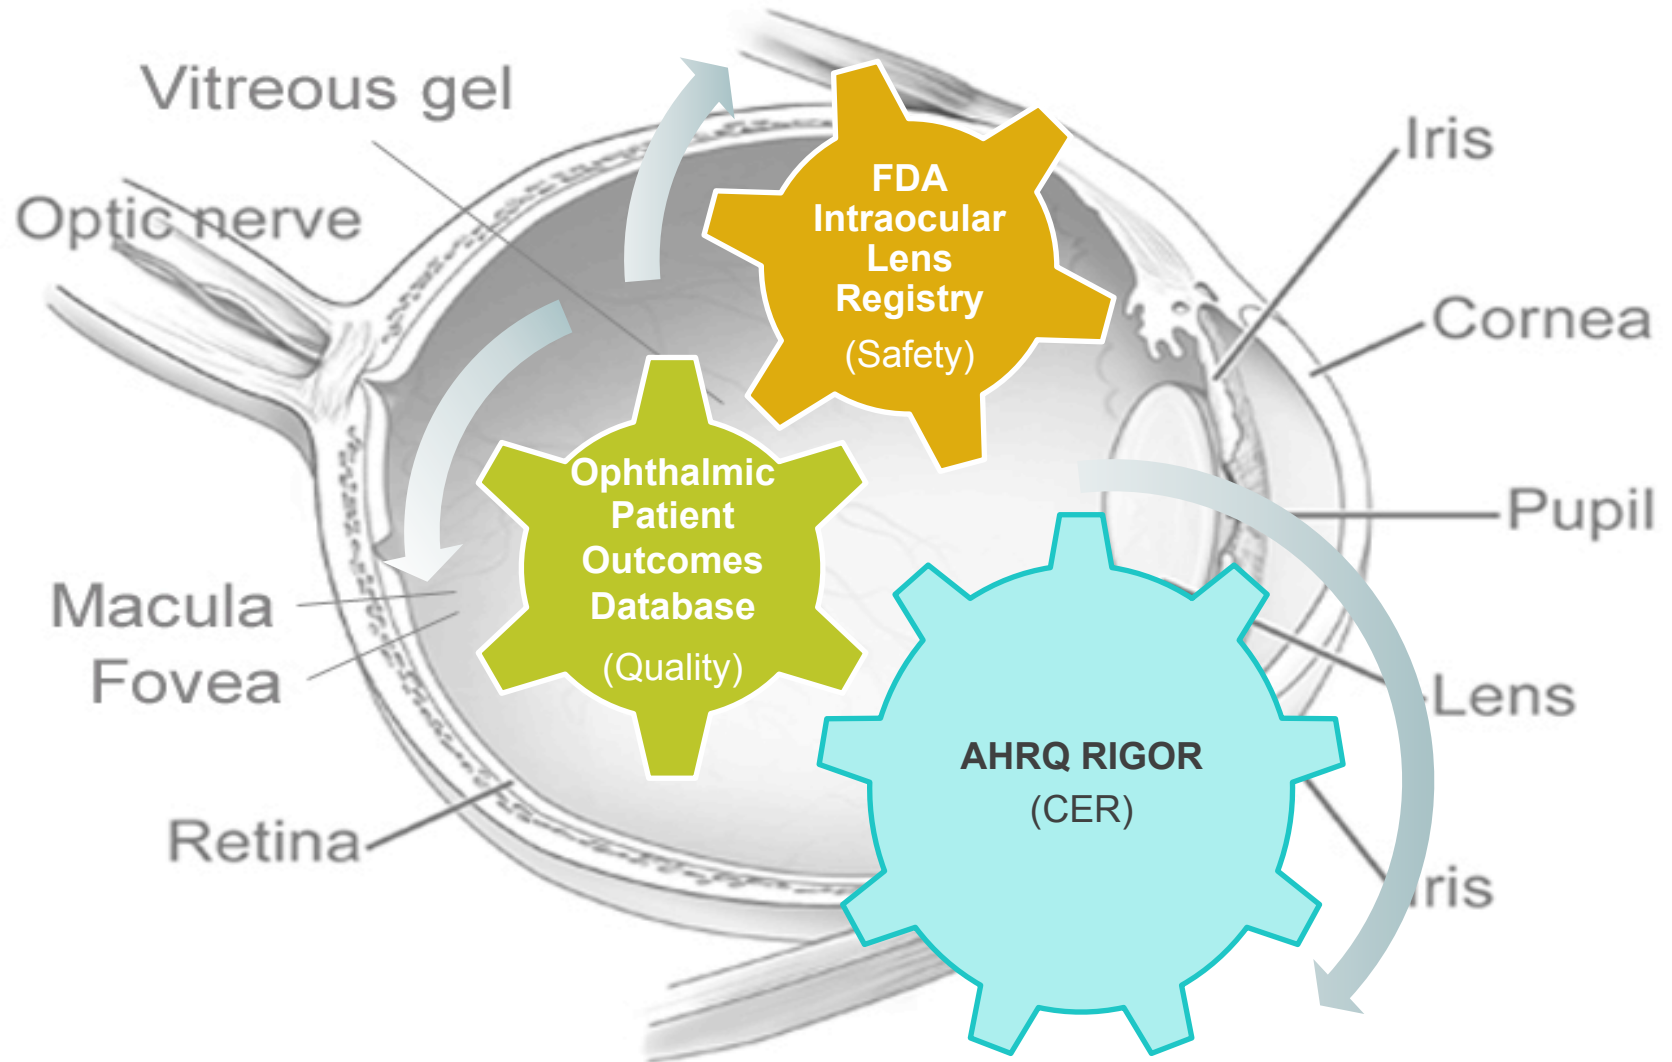 Vitreous gel
Optic nerve
Macula
Fovea
Retina
FDA
Intraocular
Lens
Registry
(Safety)
Ophthalmic
Patient
Outcomes
Database
(Quality)
AHRQ RIGOR
(CER)
Iris
Cornea
Pupil
Lens
Iris